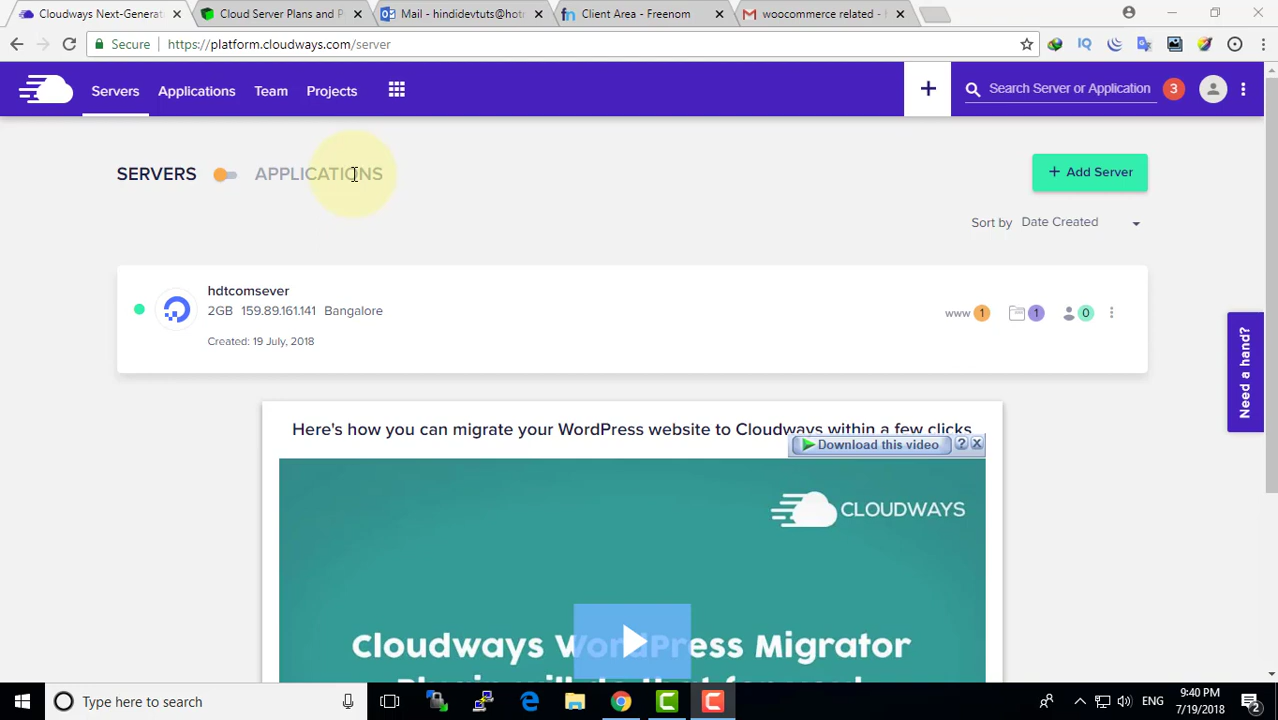 Cloudways Next-Generat
Cloud Server Plans and P
Mail - hindidevtuts@hotr
Client Area - Freenom
woocommerce related -
Secure
https://platform.cloudways.com/server
IQ
Servers
Applications
Team
Projects
+
Search Server or Application
3
SERVERS
APPLICATIONS
+ Add Server
Sort by Date Created
hdtcomsever
2GB 159.89.161.141 Bangalore
Created: 19 July, 2018
www 1
1
0
Need a hand?
Here's how you can migrate your WordPress website to Cloudways within a few clicks
Download this video
?
CLOUDWAYS
Cloudways WordPress Migrator
Type here to search
ENG
9:40 PM
7/19/2018
2